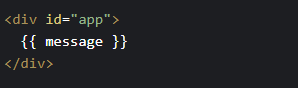 <div id="app">
  {{ message }}
</div>